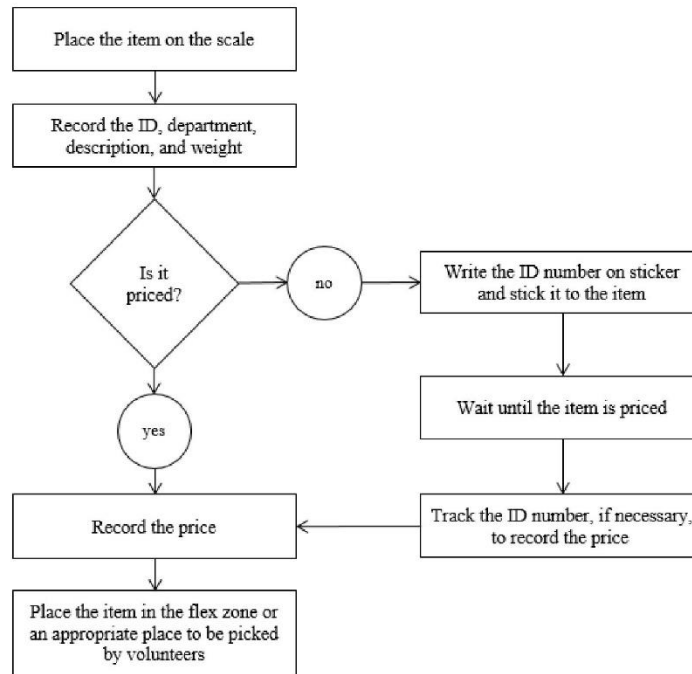 Place the item on the scale
Record the ID, department,
description, and weight
Is it
priced?
no
Write the ID number on sticker
and stick it to the item
Wait until the item is priced
yes
Record the price
Track the ID number, if necessary,
to record the price
Place the item in the flex zone or
an appropriate place to be picked
by volunteers